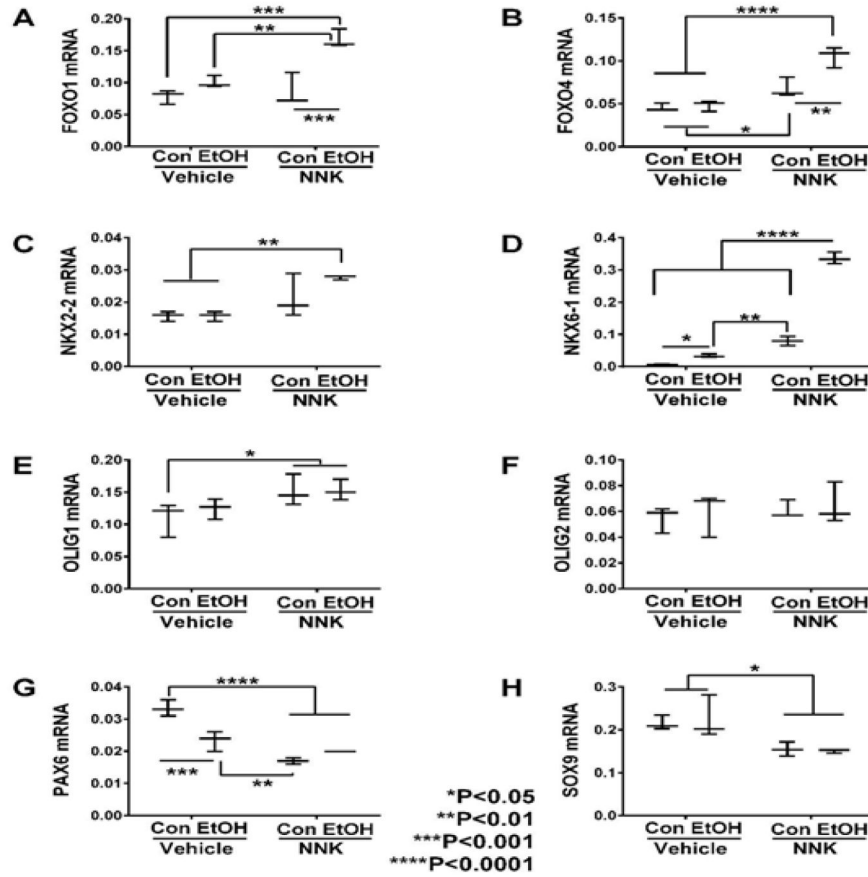 A
FOXO1 mRNA
0.20
0.15
0.10
0.05
0.00
***
**
***
Con EtOH Con EtOH
Vehicle NNK
B
FOXO4 mRNA
0.15
0.10
0.05
0.00
****
*
**
Con EtOH Con EtOH
Vehicle NNK
C
NKX2-2 mRNA
0.04
0.03
0.02
0.01
0.00
**
Con EtOH Con EtOH
Vehicle NNK
D
NKX6-1 mRNA
0.4
0.3
0.2
0.1
0.0
****
*
**
Con EtOH Con EtOH
Vehicle NNK
E
OLIG1 mRNA
0.20
0.15
0.10
0.05
0.00
*
Con EtOH Con EtOH
Vehicle NNK
F
OLIG2 mRNA
0.10
0.08
0.06
0.04
0.02
0.00
Con EtOH Con EtOH
Vehicle NNK
G
PAX6 mRNA
0.04
0.03
0.02
0.01
0.00
****
***
**
Con EtOH Con EtOH
Vehicle NNK
H
SOX9 mRNA
0.3
0.2
0.1
0.0
*
Con EtOH Con EtOH
Vehicle NNK
*P<0.05
**P<0.01
***P<0.001
****P<0.0001